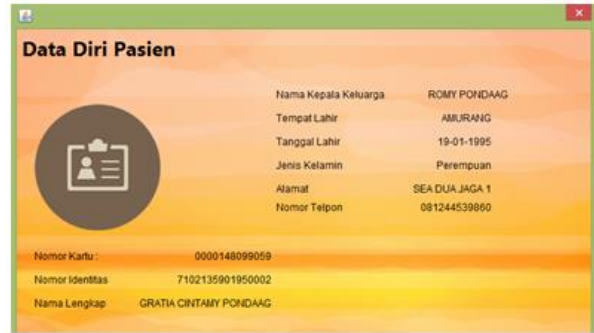 Data Diri Pasien
Nama Kepala Keluarga ROMY PONDAAG
Tempat Lahir AMURANG
Tanggal Lahir 19-01-1995
Jenis Kelamin Perempuan
Alamat SEA DUA JAGA 1
Nomor Telpon 081244539860
Nomor Kartu : 0000148099059
Nomor Identitas 7102135901950002
Nama Lengkap GRATIA CINTAMY PONDAAG